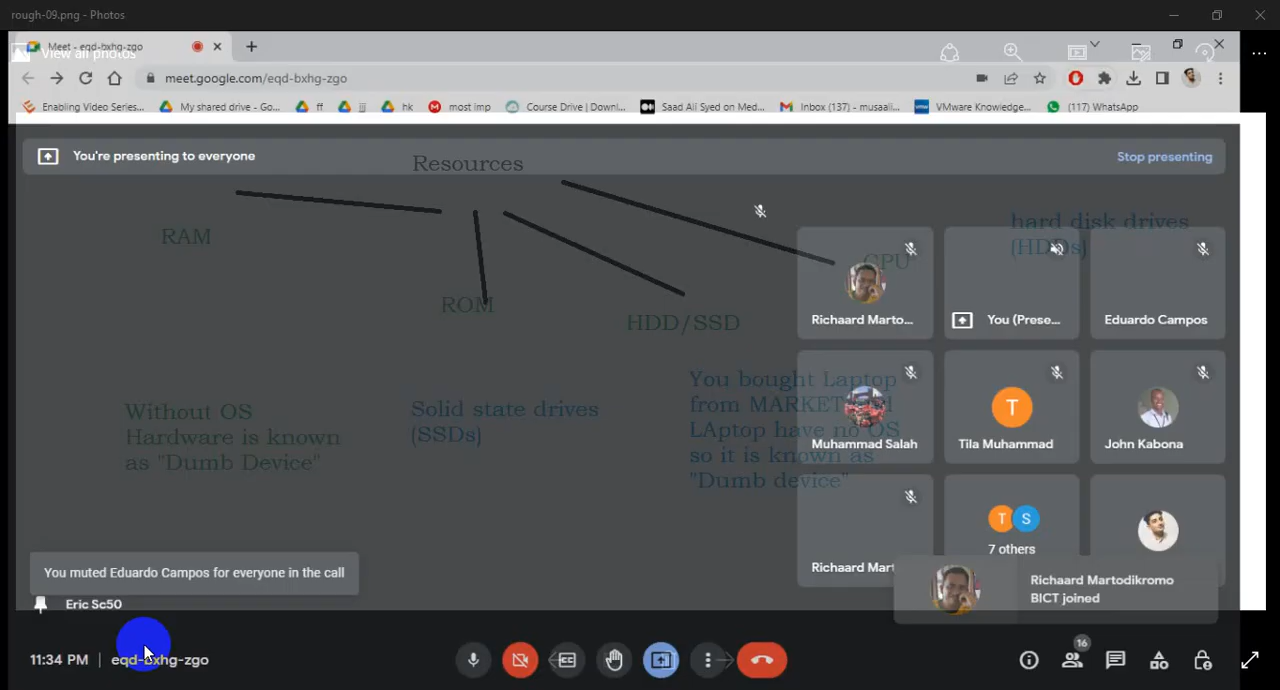 rough-09.png - Photos
Meet - eqd-bxhg-zgo
View all photos
meet.google.com/eqd-bxhg-zgo
Enabling Video Series...
My shared drive - Go...
ff
jjj
hk
most imp
Course Drive | Downl...
Saad Ali Syed on Med...
Inbox (137) - musaali...
VMware Knowledge...
(117) WhatsApp
You're presenting to everyone
Stop presenting
Resources
RAM
ROM
HDD/SSD
CPU
hard disk drives
(HDDs)
Without OS
Hardware is known
as "Dumb Device"
Solid state drives
(SSDs)
You bought Laptop
from MARKET
LAptop have no OS
so it is known as
"Dumb device"
Richaard Marto...
You (Prese...
Eduardo Campos
Muhammad Salah
T
Tila Muhammad
John Kabona
Richaard Mart
T S
7 others
You muted Eduardo Campos for everyone in the call
Eric Sc50
Richaard Martodikromo
BICT joined
11:34 PM | eqd-bxhg-zgo
16